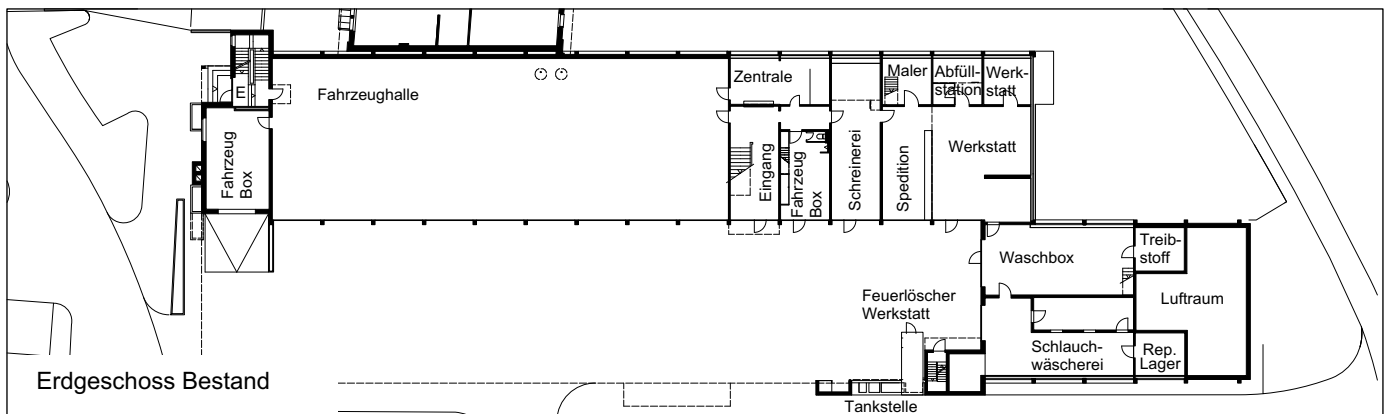 Zentrale
Maler
Abfüll-
station
Werk-
statt
E
Fahrzeughalle
Fahrzeug
Box
Eingang
Fahrzeug
Box
Schreinerei
Spedition
Werkstatt
Waschbox
Treib-
stoff
Luftraum
Feuerlöscher
Werkstatt
Schlauch-
wäscherei
Rep.
Lager
Erdgeschoss Bestand
Tankstelle